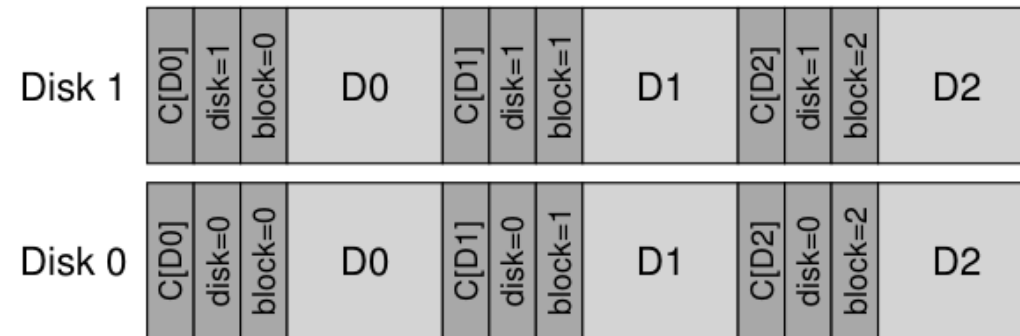 Disk 1 C[D0] disk=1 block=0 D0 C[D1] disk=1 block=1 D1 C[D2] disk=1 block=2 D2
Disk 0 C[D0] disk=0 block=0 D0 C[D1] disk=0 block=1 D1 C[D2] disk=0 block=2 D2